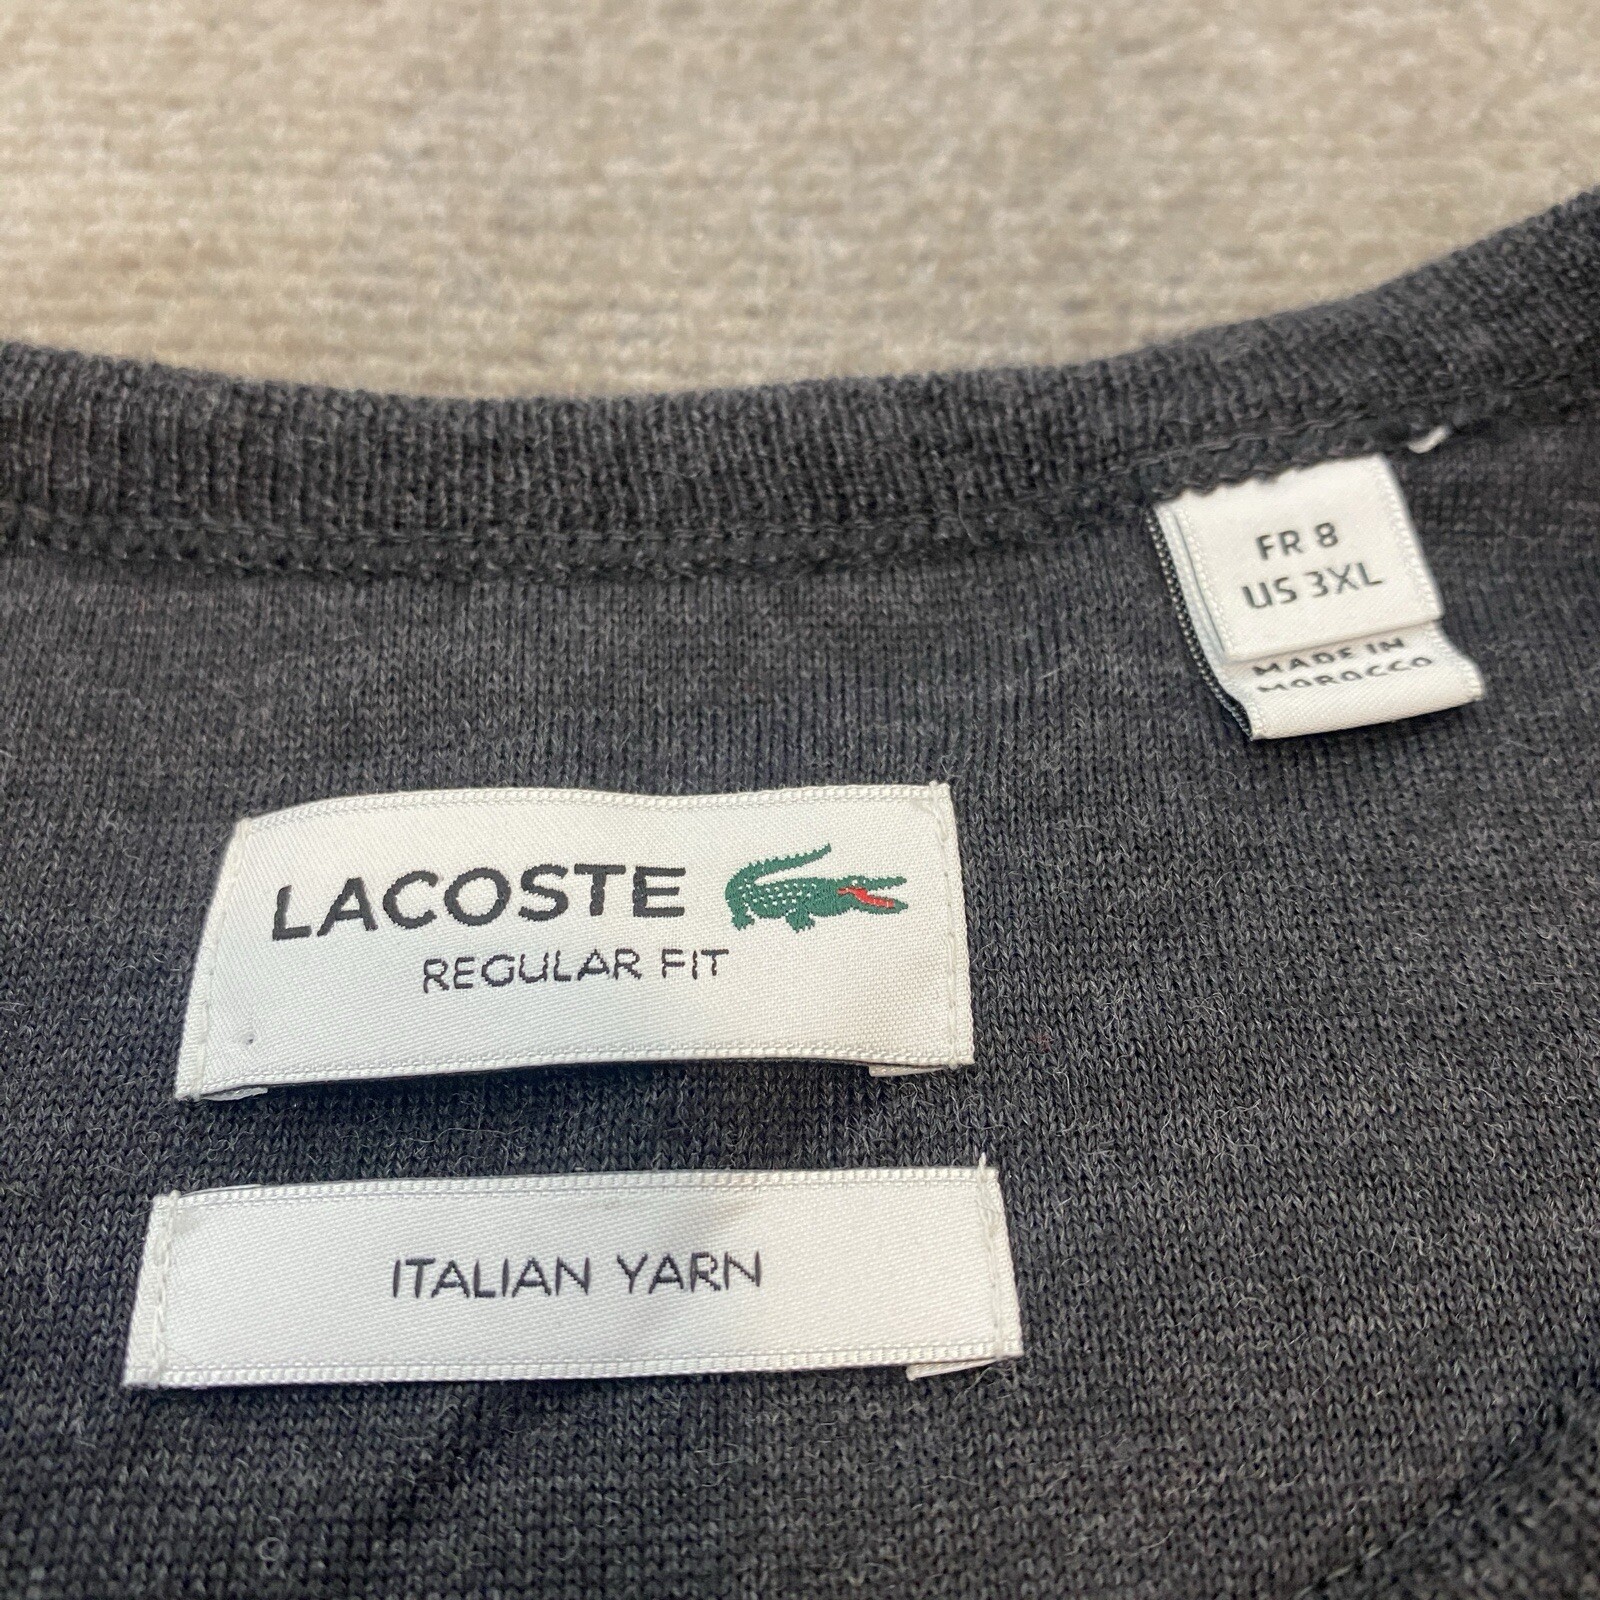 FR 8
US 3XL
MADE IN
MOROCCO
LACOSTE
REGULAR FIT
ITALIAN YARN